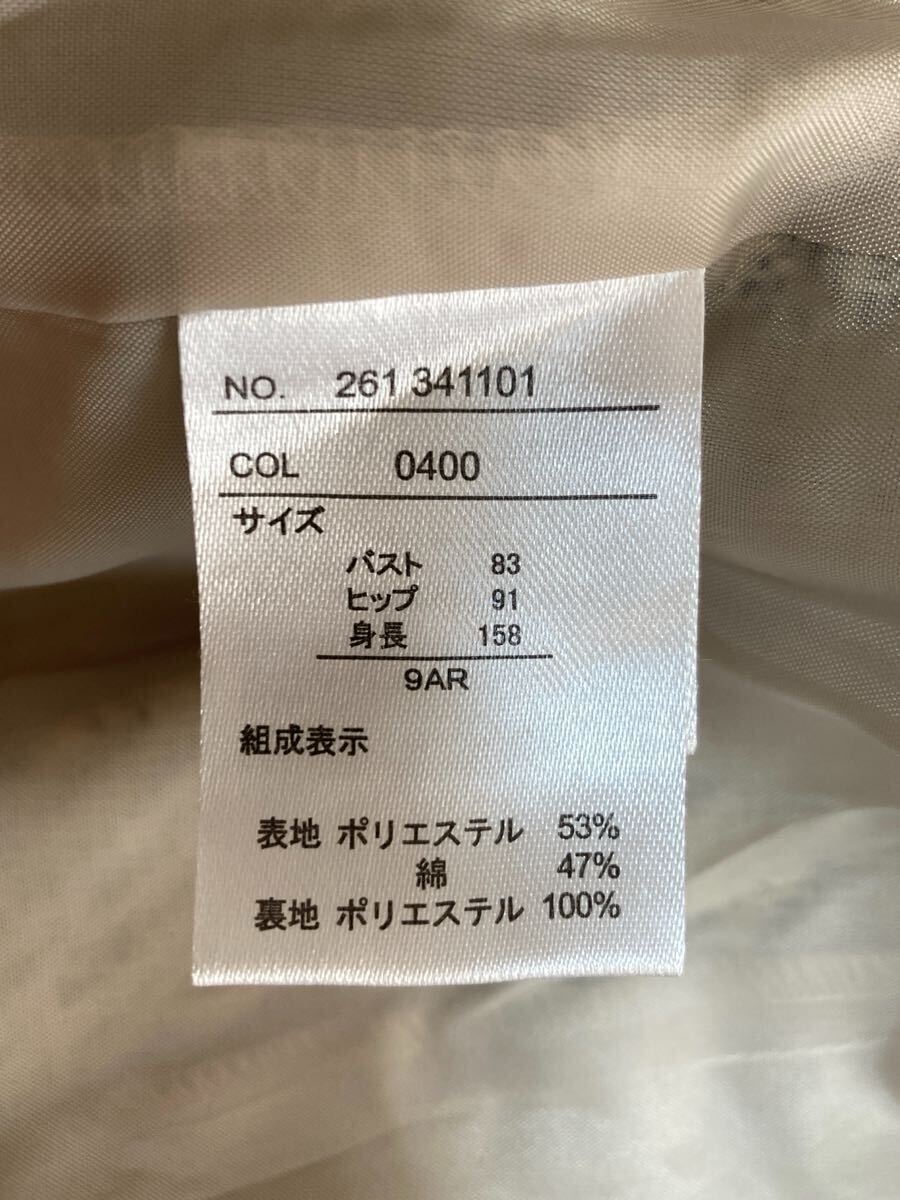 NO. 261 341101
COL 0400
サイズ
バスト 83
ヒップ 91
身長 158
9AR
組成表示
表地 ポリエステル 53%
綿 47%
裏地 ポリエステル 100%